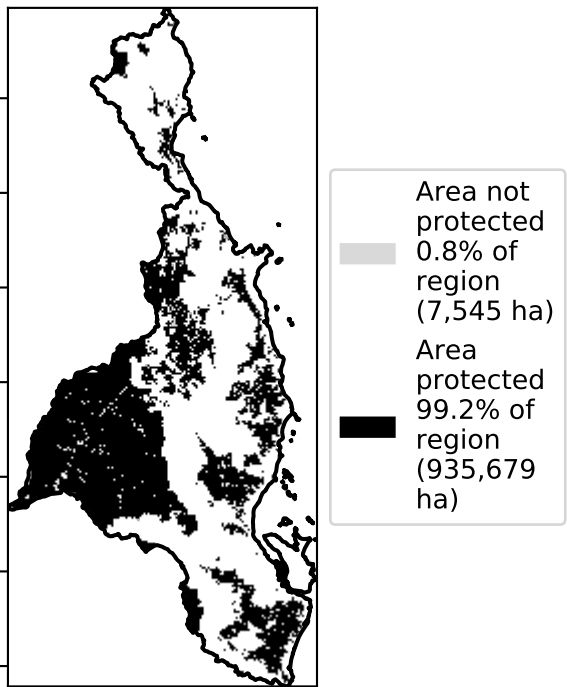 Area not
protected
0.8% of
region
(7,545 ha)
Area
protected
99.2% of
region
(935,679
ha)